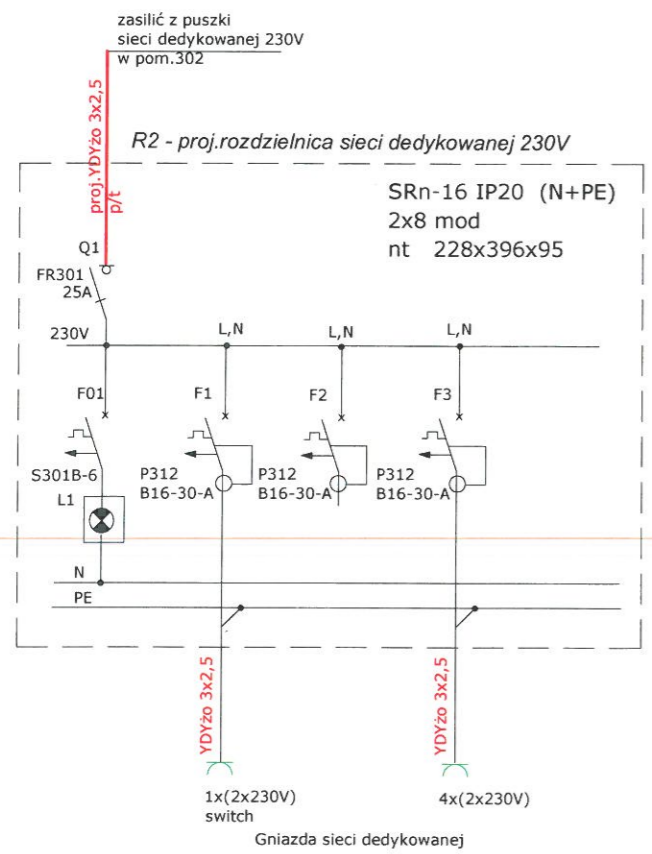 zasilić z puszki
sieci dedykowanej 230V
w pom.302
proj.YDYżo 3x2,5
p/t
R2 - proj.rozdzielnica sieci dedykowanej 230V
SRn-16 IP20 (N+PE)
2x8 mod
nt 228x396x95
Q1
FR301
25A
230V
L,N
L,N
L,N
F01
F1
F2
F3
S301B-6
P312
B16-30-A
P312
B16-30-A
P312
B16-30-A
L1
N
PE
YDYżo 3x2,5
YDYżo 3x2,5
1x(2x230V)
switch
4x(2x230V)
Gniazda sieci dedykowanej